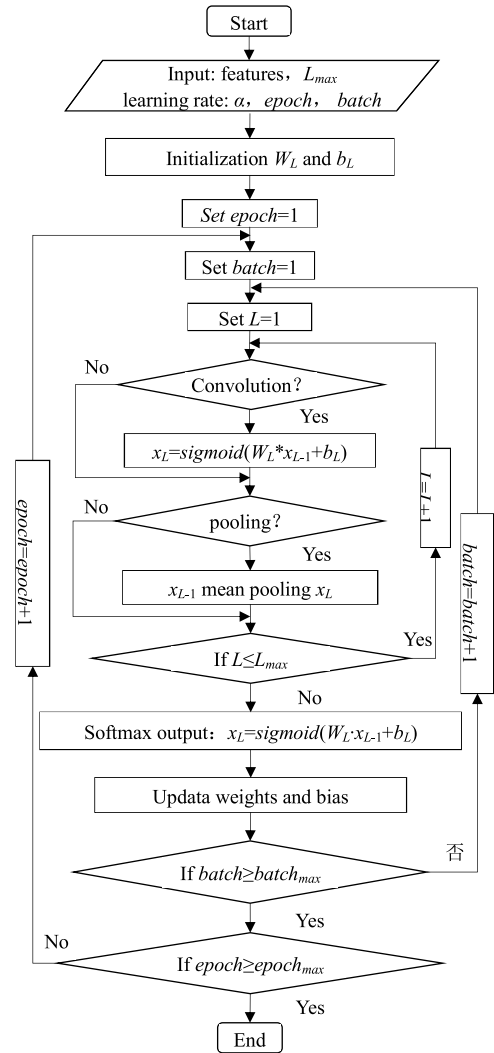 Start
Input: features，Lmax
learning rate: α，epoch，batch
Initialization WL and bL
Set epoch=1
Set batch=1
Set L=1
No
Convolution？
Yes
xL=sigmoid(WL*xL-1+bL)
L=L+1
No
pooling？
epoch=epoch+1
batch=batch+1
Yes
xL-1 mean pooling xL
Yes
If L≤Lmax
No
Softmax output：xL=sigmoid(WL·xL-1+bL)
Updata weights and bias
否
If batch≥batchmax
Yes
No
If epoch≥epochmax
Yes
End